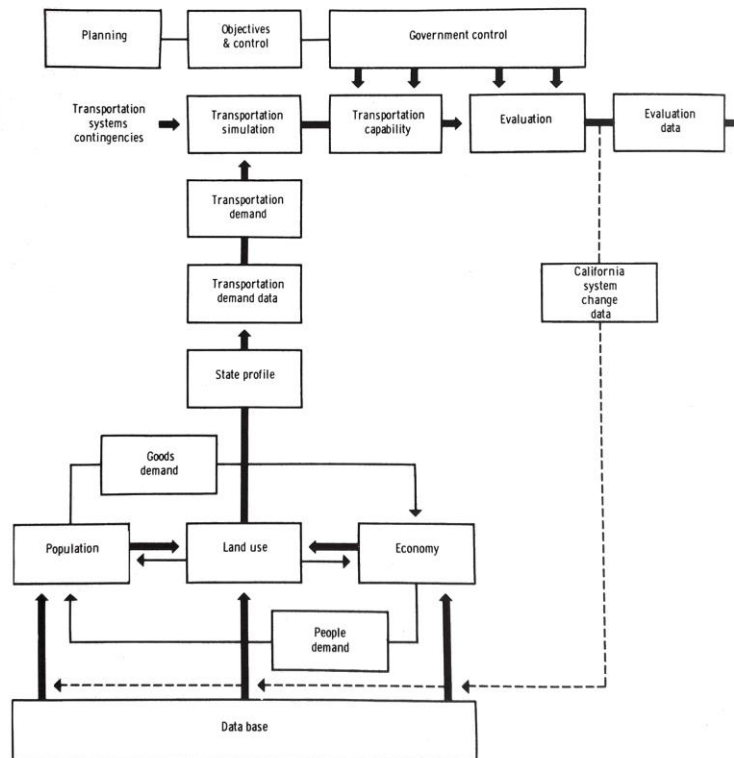 Planning
Objectives
& control
Government control
Transportation
systems
contingencies
Transportation
simulation
Transportation
capability
Evaluation
Evaluation
data
Transportation
demand
Transportation
demand data
California
system
change
data
State profile
Goods
demand
Population
Land use
Economy
People
demand
Data base